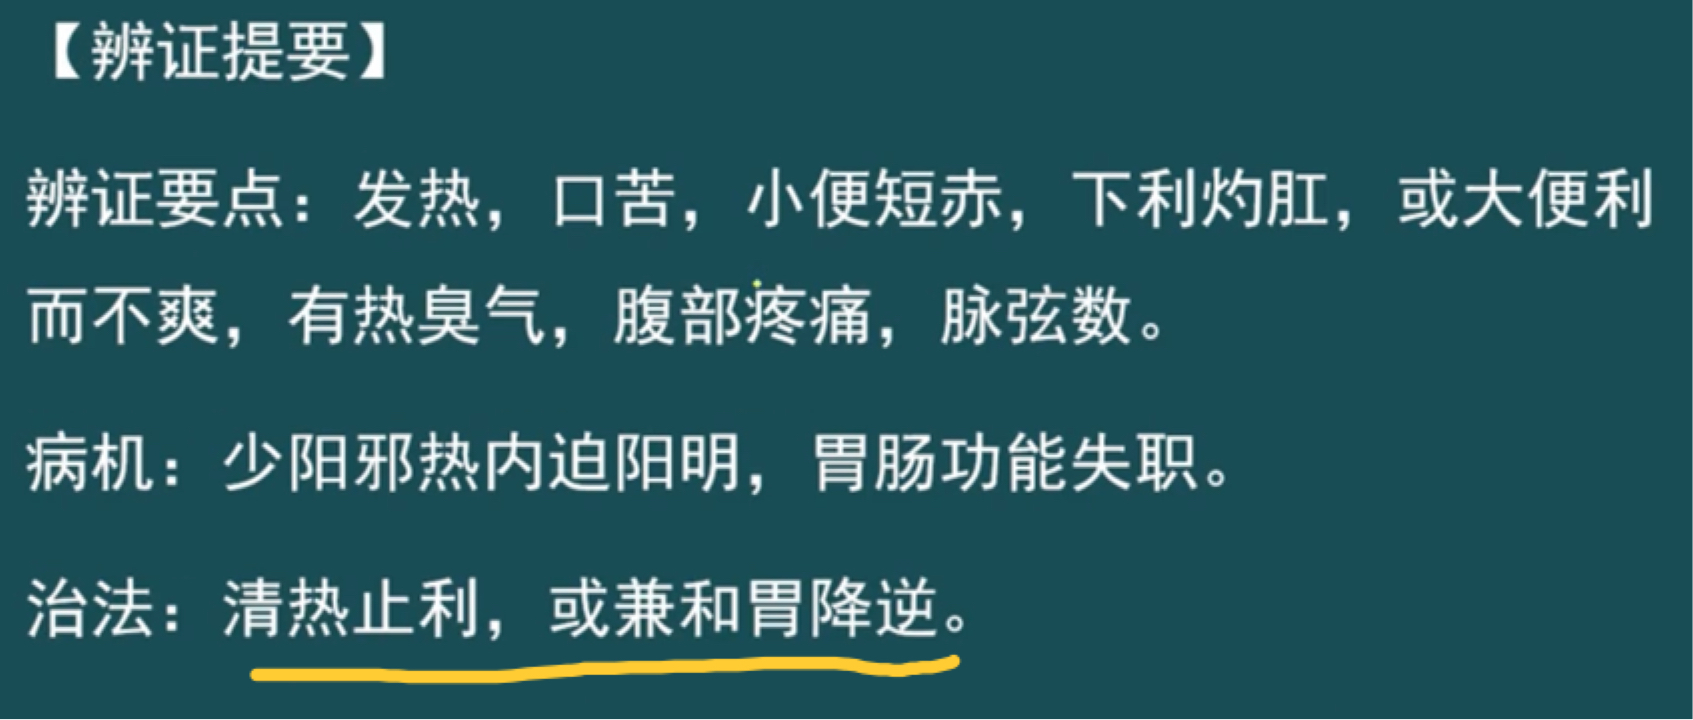 【辨证提要】
辨证要点：发热，口苦，小便短赤，下利灼肛，或大便利
而不爽，有热臭气，腹部疼痛，脉弦数。
病机：少阳邪热内迫阳明，胃肠功能失职。
治法：清热止利，或兼和胃降逆。